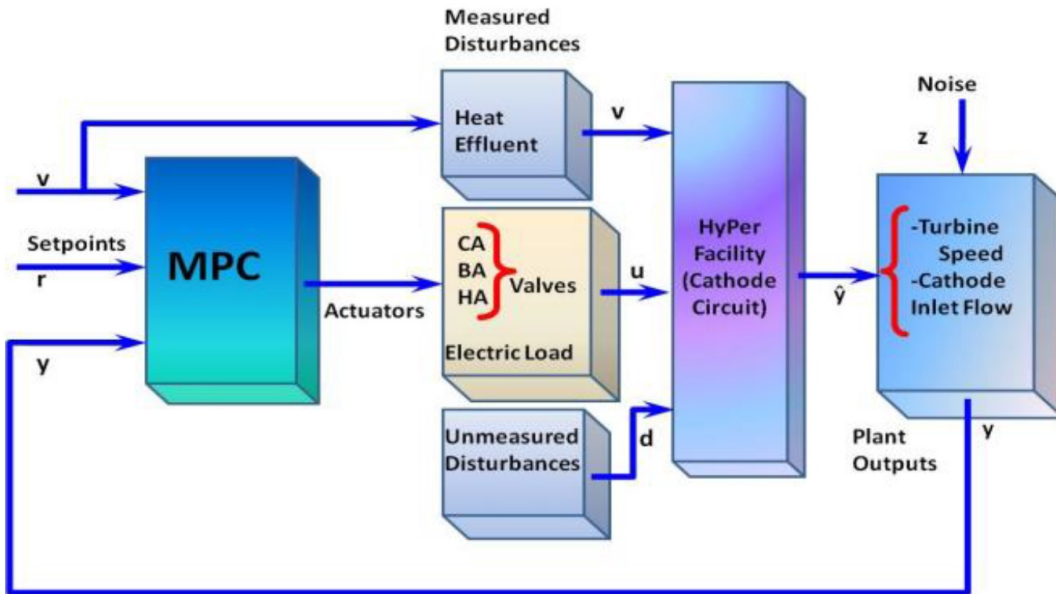 Measured
Disturbances
Heat
Effluent
v
v
Setpoints
r
y
MPC
Actuators
CA
BA
HA
Valves
Electric Load
u
Unmeasured
Disturbances
d
HyPer
Facility
(Cathode
Circuit)
ŷ
Noise
z
-Turbine
Speed
-Cathode
Inlet Flow
Plant
Outputs
y